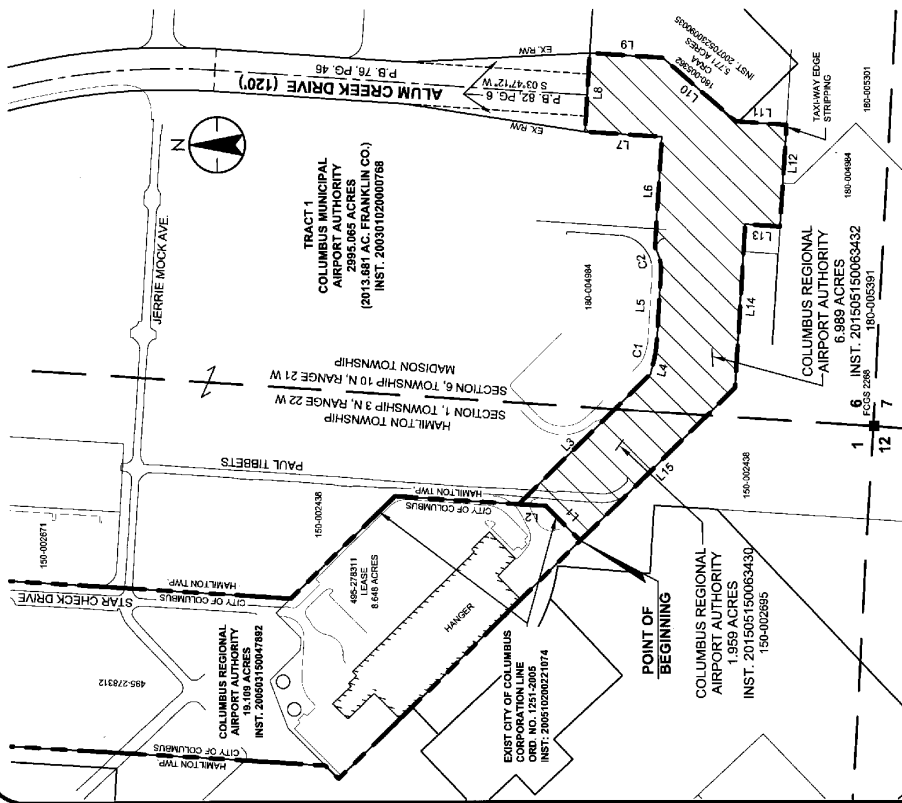 N
JERRIE MOCK AVE.
P.B. 76, PG. 46
ALUM CREEK DRIVE (120')
P.B. 82, PG. 6
S 03°47'12" W
EX. R/W
EX. R/W
TRACT 1
COLUMBUS MUNICIPAL
AIRPORT AUTHORITY
2995.065 ACRES
(2013.681 AC. FRANKLIN CO.)
INST. 200301020000768
L7
L8
L9
L10
L11
L12
L13
L14
L15
L6
C2
L5
C1
L4
L3
L2
L1
180-005362
CRAA
5.771 ACRES
INST. 20070523090035
TAXI-WAY EDGE
STRIPPING
180-005301
180-004984
180-004984
HAMILTON TOWNSHIP
SECTION 1, TOWNSHIP 3 N, RANGE 22 W
SECTION 6, TOWNSHIP 10 N, RANGE 21 W
MADISON TOWNSHIP
COLUMBUS REGIONAL
AIRPORT AUTHORITY
6.989 ACRES
INST. 201505150063432
180-005391
FCGS 2268
1
6
12
7
150-002671
PAUL TIBBETS
HAMILTON TWP.
CITY OF COLUMBUS
150-002438
STAR CHECK DRIVE
HAMILTON TWP.
CITY OF COLUMBUS
495-278311
LEASE
8.648 ACRES
HANGER
495-278312
COLUMBUS REGIONAL
AIRPORT AUTHORITY
19.109 ACRES
INST. 200603150047892
CITY OF COLUMBUS
HAMILTON TWP.
EXIST CITY OF COLUMBUS
CORPORATION LINE
ORD. NO. 1251-2005
INST: 200510200221074
POINT OF
BEGINNING
COLUMBUS REGIONAL
AIRPORT AUTHORITY
1.959 ACRES
INST. 201505150063430
150-002695
150-002438